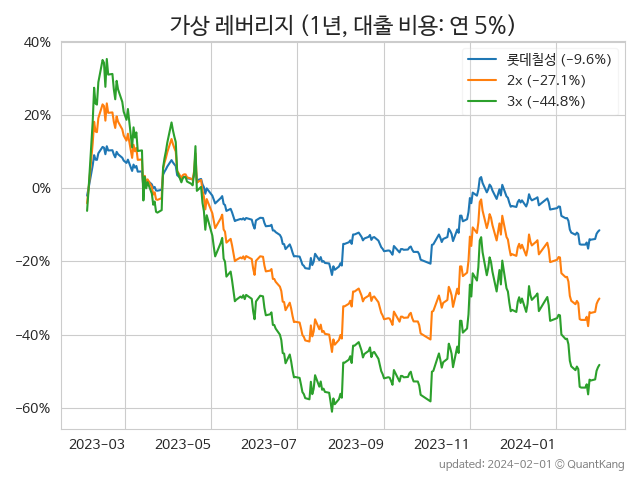 가상 레버리지 (1년, 대출 비용: 연 5%)
40%
20%
0%
−20%
−40%
−60%
롯데칠성 (−9.6%)
2x (−27.1%)
3x (−44.8%)
2023−03 2023−05 2023−07 2023−09 2023−11 2024−01
updated: 2024−02−01 © QuantKang